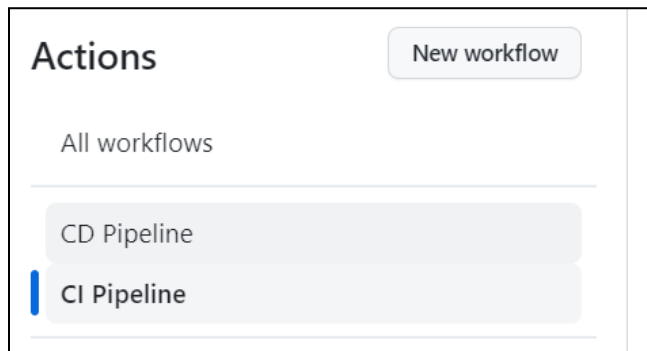 Actions
New workflow
All workflows
CD Pipeline
CI Pipeline